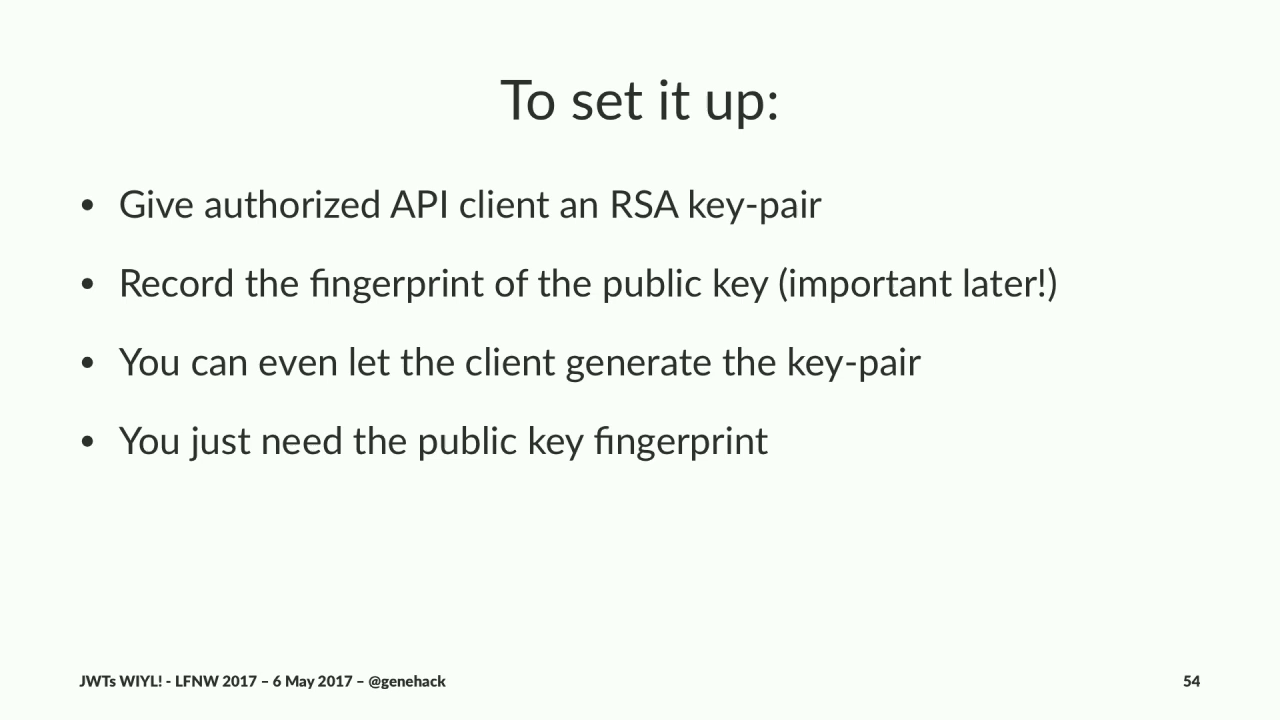 To set it up:
• Give authorized API client an RSA key-pair
• Record the fingerprint of the public key (important later!)
• You can even let the client generate the key-pair
• You just need the public key fingerprint
JWTs WIYL! - LFNW 2017 – 6 May 2017 – @genehack
54